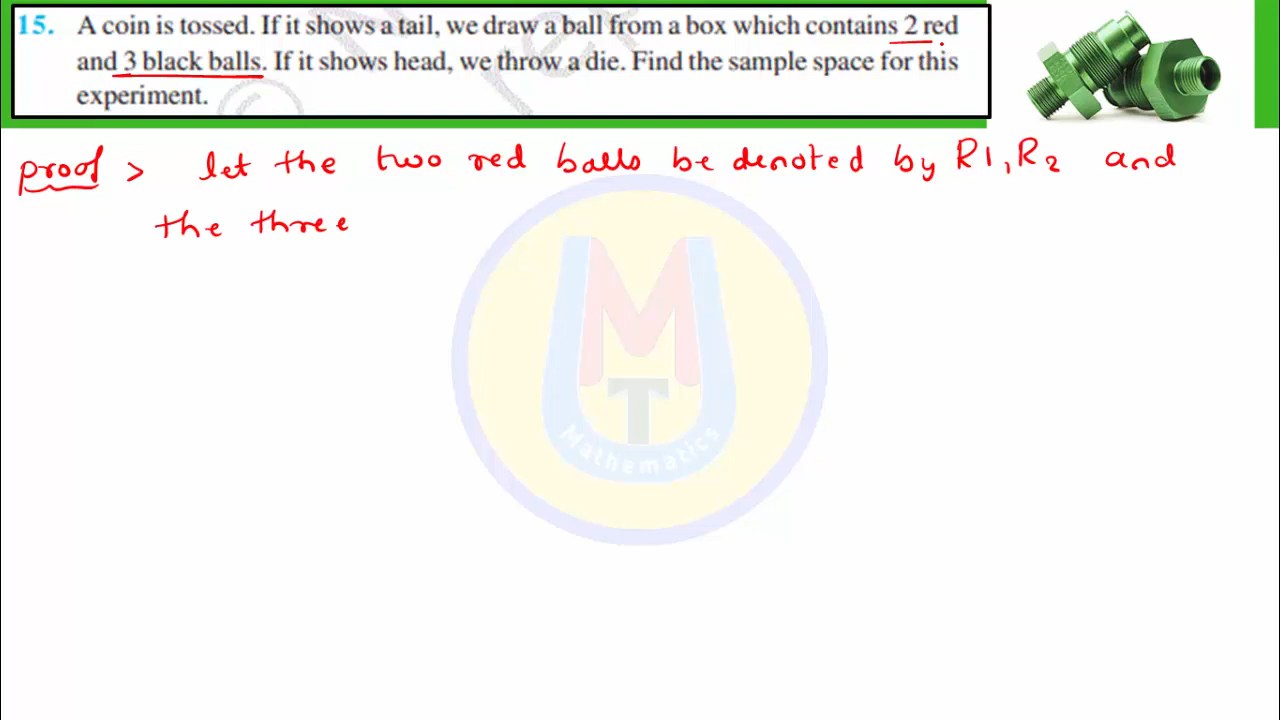 15. A coin is tossed. If it shows a tail, we draw a ball from a box which contains 2 red
and 3 black balls. If it shows head, we throw a die. Find the sample space for this
experiment.
proof > let the two red balls be denoted by R1, R2 and
the three
UMT
Mathematics